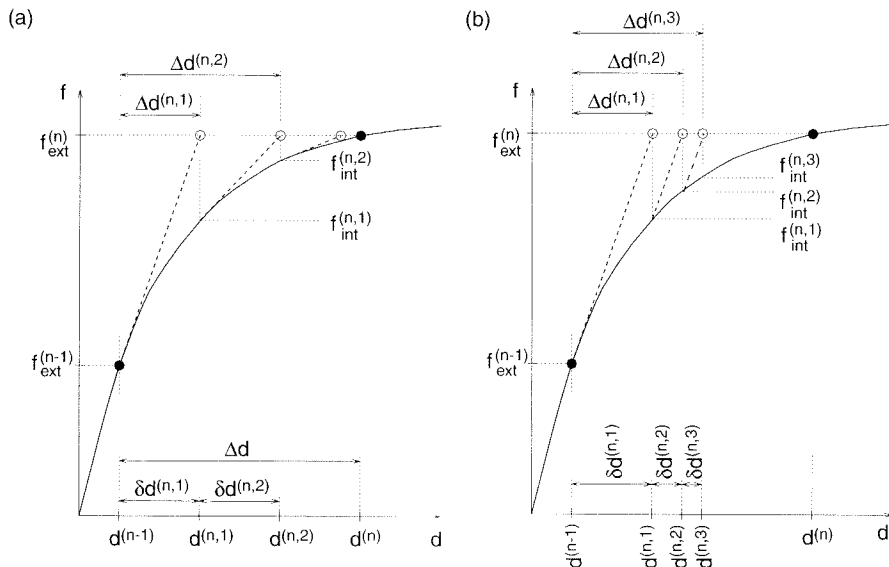 (a)
Δd(n,2)
Δd(n,1)
f
f(n)ext
f(n,2)int
f(n,1)int
f(n-1)ext
Δd
δd(n,1) δd(n,2)
d(n-1) d(n,1) d(n,2) d(n) d
(b)
Δd(n,3)
Δd(n,2)
Δd(n,1)
f
f(n)ext
f(n,3)int
f(n,2)int
f(n,1)int
f(n-1)ext
δd(n,1) δd(n,2) δd(n,3)
d(n-1) d(n,1) d(n,2) d(n,3) d(n) d